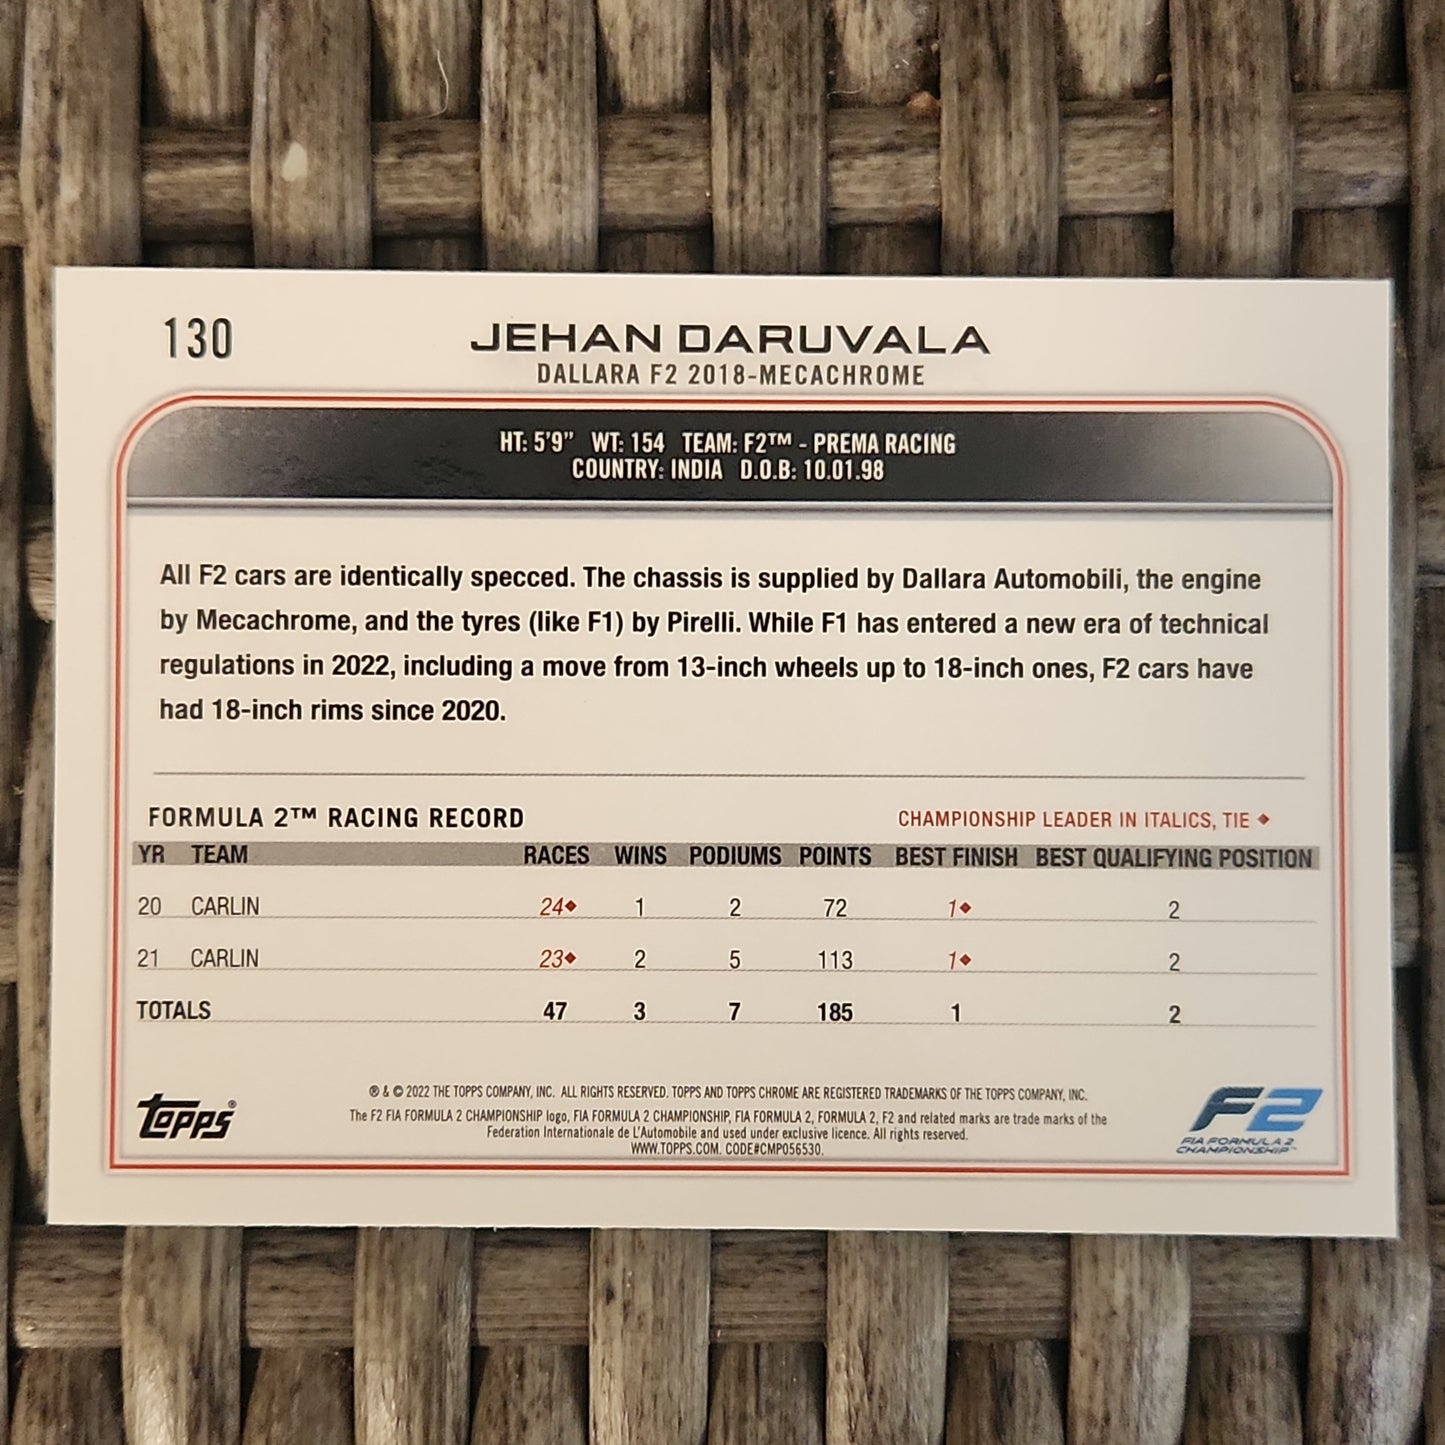 130
JEHAN DARUVALA
DALLARA F2 2018-MECACHROME
HT: 5'9" WT: 154 TEAM: F2™ - PREMA RACING
COUNTRY: INDIA D.O.B: 10.01.98
All F2 cars are identically specced. The chassis is supplied by Dallara Automobili, the engine
by Mecachrome, and the tyres (like F1) by Pirelli. While F1 has entered a new era of technical
regulations in 2022, including a move from 13-inch wheels up to 18-inch ones, F2 cars have
had 18-inch rims since 2020.
FORMULA 2™ RACING RECORD CHAMPIONSHIP LEADER IN ITALICS, TIE ♦
YR TEAM RACES WINS PODIUMS POINTS BEST FINISH BEST QUALIFYING POSITION
20 CARLIN 24♦ 1 2 72 1♦ 2
21 CARLIN 23♦ 2 5 113 1♦ 2
TOTALS 47 3 7 185 1 2
® & © 2022 THE TOPPS COMPANY, INC. ALL RIGHTS RESERVED. TOPPS AND TOPPS CHROME ARE REGISTERED TRADEMARKS OF THE TOPPS COMPANY, INC.
The F2 FIA FORMULA 2 CHAMPIONSHIP logo, FIA FORMULA 2 CHAMPIONSHIP, FIA FORMULA 2, FORMULA 2, F2 and related marks are trade marks of the
Federation Internationale de L'Automobile and used under exclusive licence. All rights reserved.
WWW.TOPPS.COM. CODE#CMP056530.
TOPPS®
F2
FIA FORMULA 2
CHAMPIONSHIP™